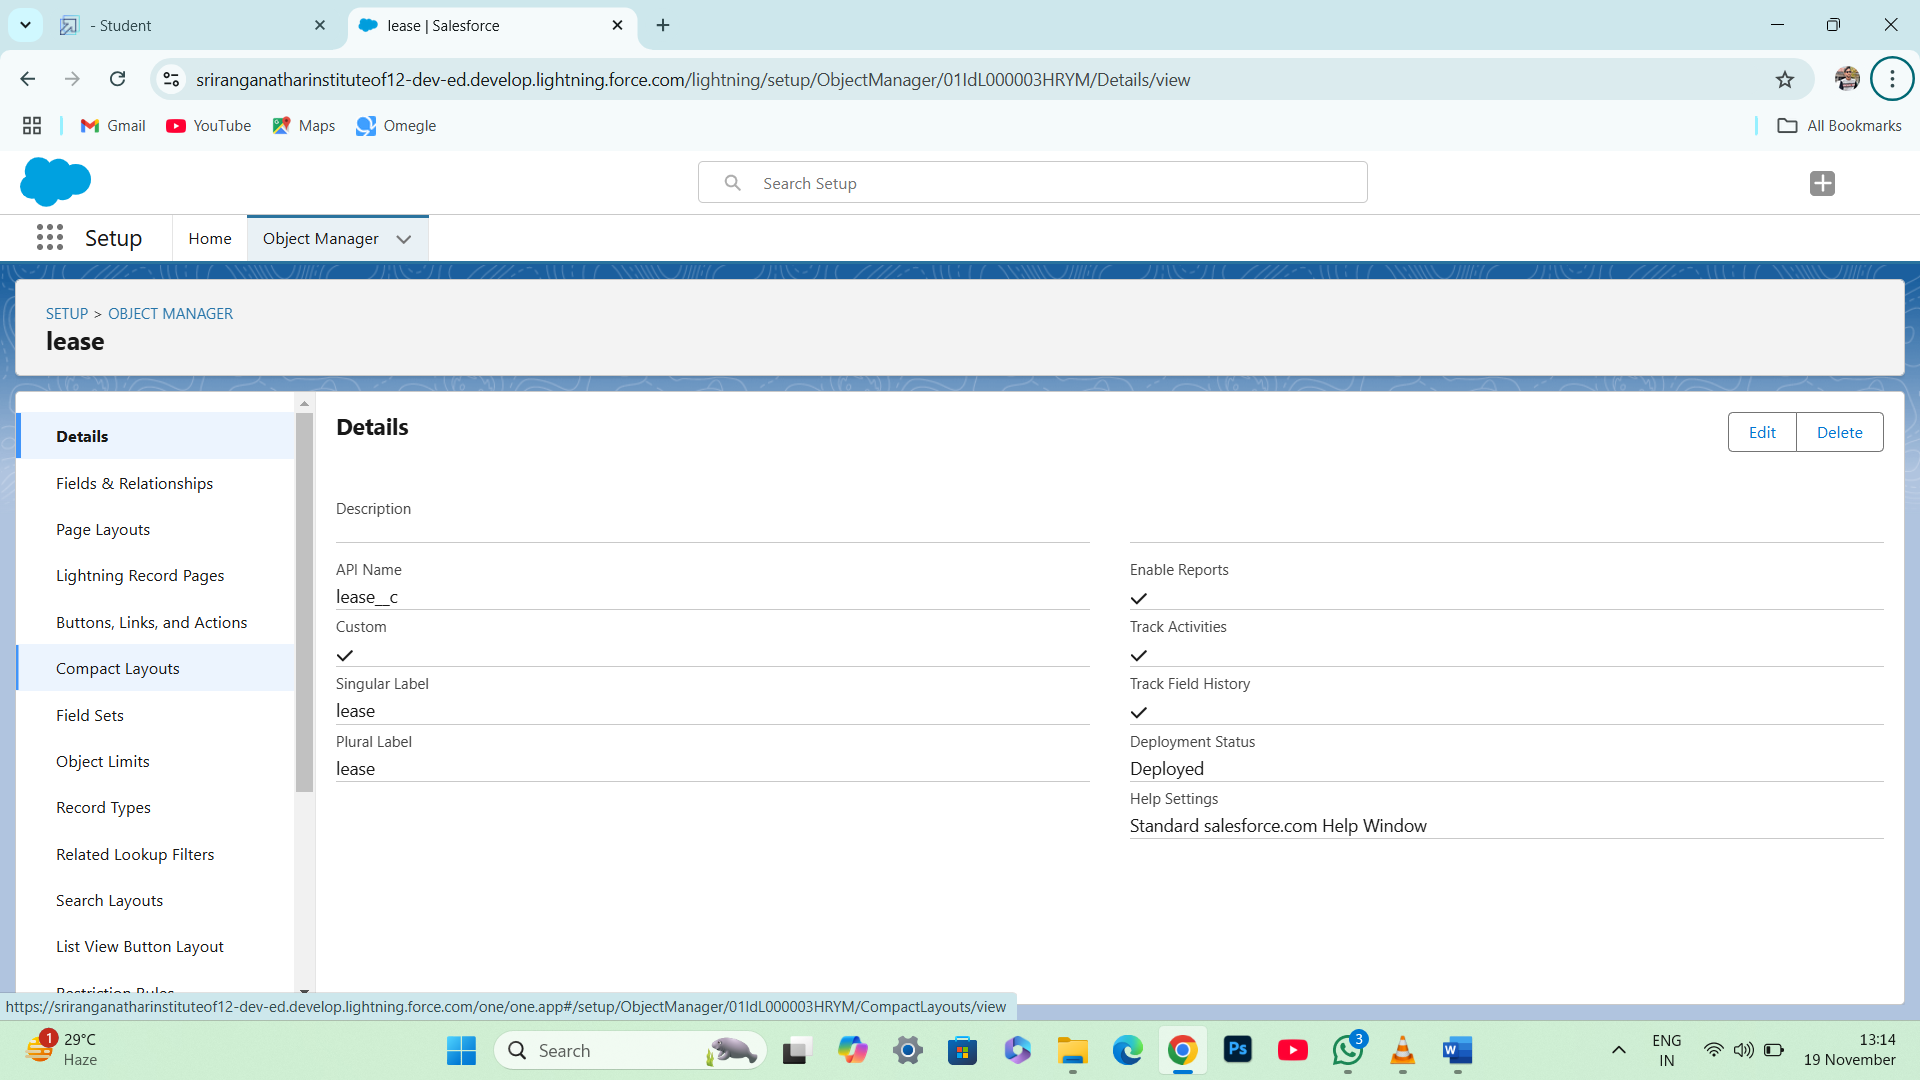 - Student
lease | Salesforce
sriranganatharinstituteof12-dev-ed.develop.lightning.force.com/lightning/setup/ObjectManager/01IdL000003HRYM/Details/view
Gmail
YouTube
Maps
Omegle
All Bookmarks
Search Setup
Setup
Home
Object Manager
SETUP > OBJECT MANAGER
lease
Details
Fields & Relationships
Page Layouts
Lightning Record Pages
Buttons, Links, and Actions
Compact Layouts
Field Sets
Object Limits
Record Types
Related Lookup Filters
Search Layouts
List View Button Layout
Restriction Rules
Details
Edit
Delete
Description
API Name
lease__c
Custom
Singular Label
lease
Plural Label
lease
Enable Reports
Track Activities
Track Field History
Deployment Status
Deployed
Help Settings
Standard salesforce.com Help Window
https://sriranganatharinstituteof12-dev-ed.develop.lightning.force.com/one/one.app#/setup/ObjectManager/01IdL000003HRYM/CompactLayouts/view
1
29°C
Haze
Search
Ps
3
W
ENG
IN
13:14
19 November